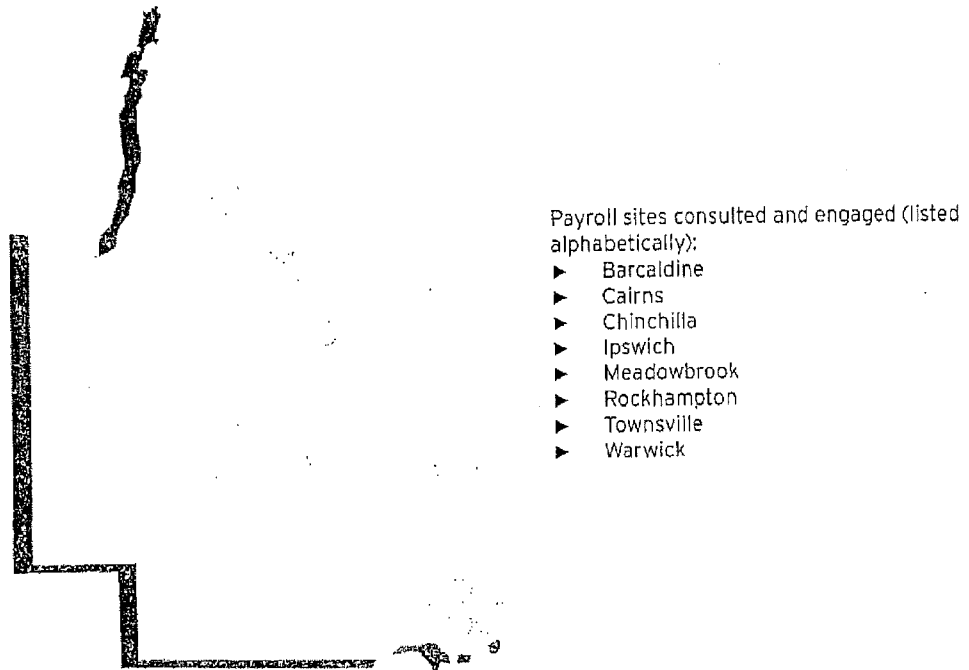 Payroll sites consulted and engaged (listed
alphabetically):
► Barcaldine
► Cairns
► Chinchilla
► Ipswich
► Meadowbrook
► Rockhampton
► Townsville
► Warwick